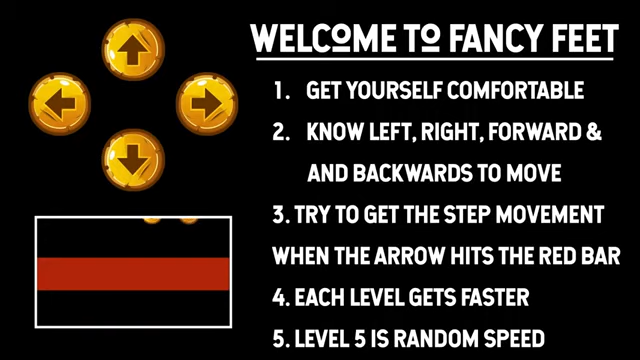 WELCOME TO FANCY FEET
1. GET YOURSELF COMFORTABLE
2. KNOW LEFT, RIGHT, FORWARD &
AND BACKWARDS TO MOVE
3. TRY TO GET THE STEP MOVEMENT
WHEN THE ARROW HITS THE RED BAR
4. EACH LEVEL GETS FASTER
5. LEVEL 5 IS RANDOM SPEED